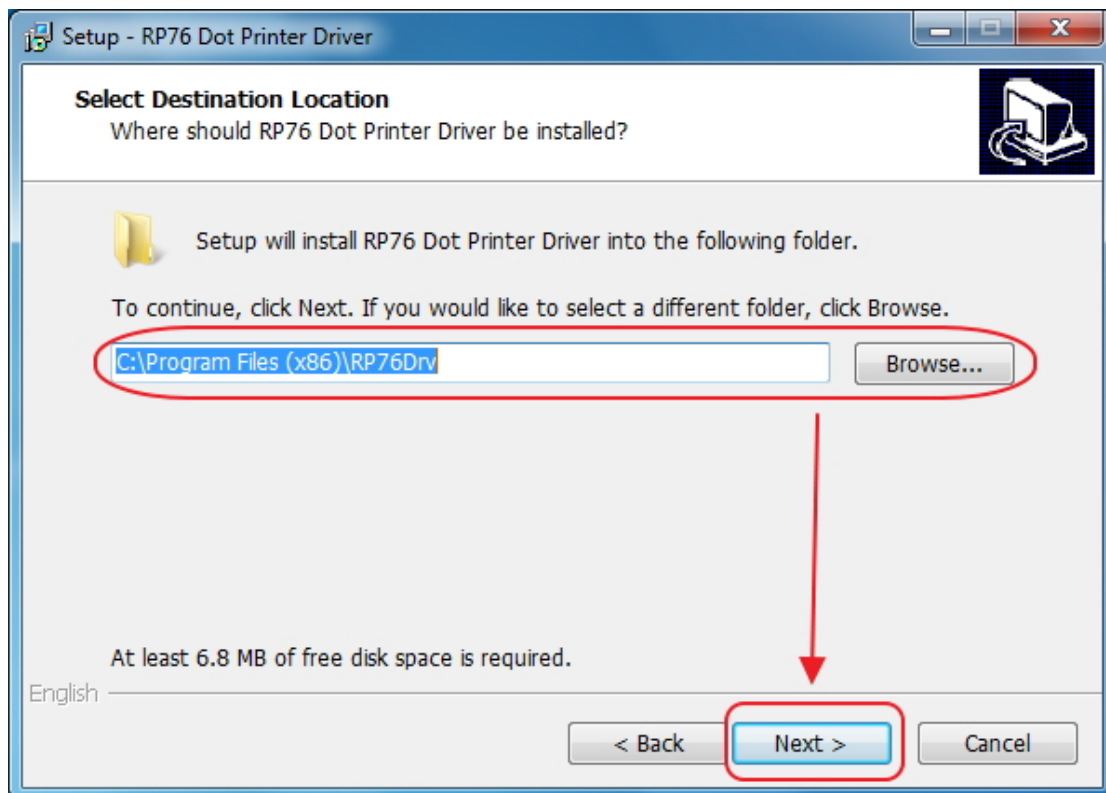 Setup - RP76 Dot Printer Driver
Select Destination Location
Where should RP76 Dot Printer Driver be installed?
Setup will install RP76 Dot Printer Driver into the following folder.
To continue, click Next. If you would like to select a different folder, click Browse.
C:\Program Files (x86)\RP76Drv
Browse...
At least 6.8 MB of free disk space is required.
English
< Back
Next >
Cancel